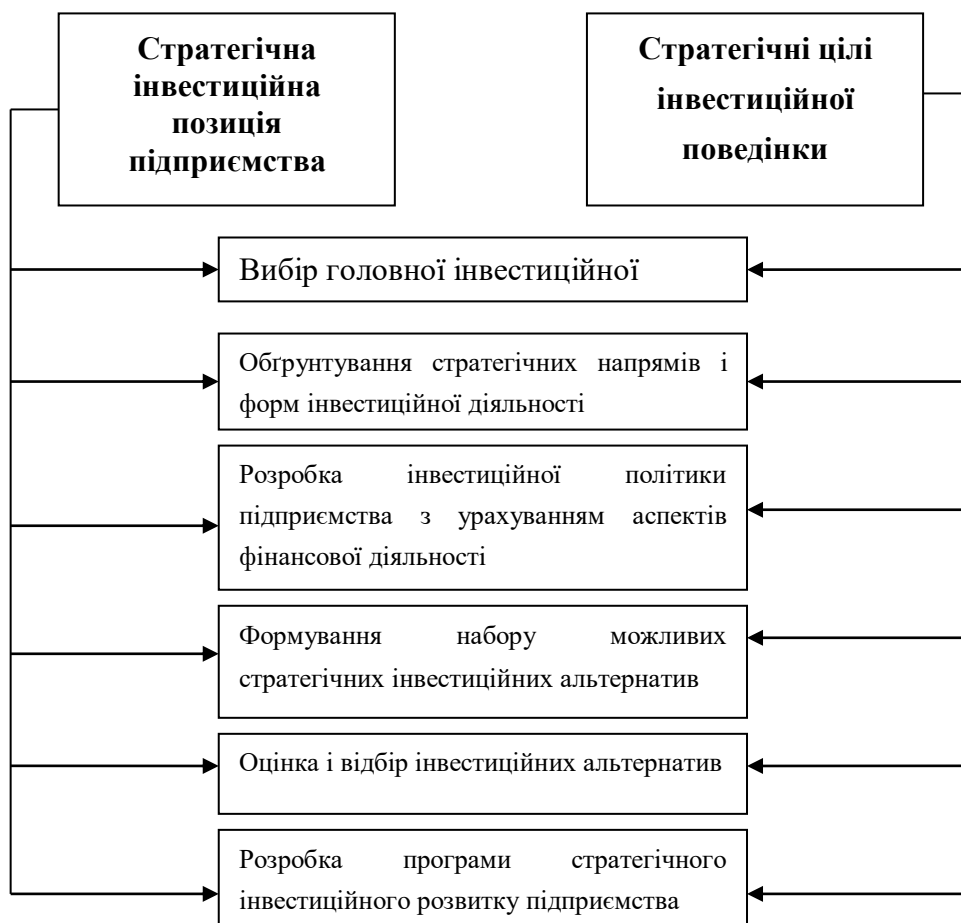 Стратегічна
інвестиційна
позиція
підприємства
Стратегічні цілі
інвестиційної
поведінки
Вибір головної інвестиційної
Обґрунтування стратегічних напрямів і
форм інвестиційної діяльності
Розробка інвестиційної політики
підприємства з урахуванням аспектів
фінансової діяльності
Формування набору можливих
стратегічних інвестиційних альтернатив
Оцінка і відбір інвестиційних альтернатив
Розробка програми стратегічного
інвестиційного розвитку підприємства